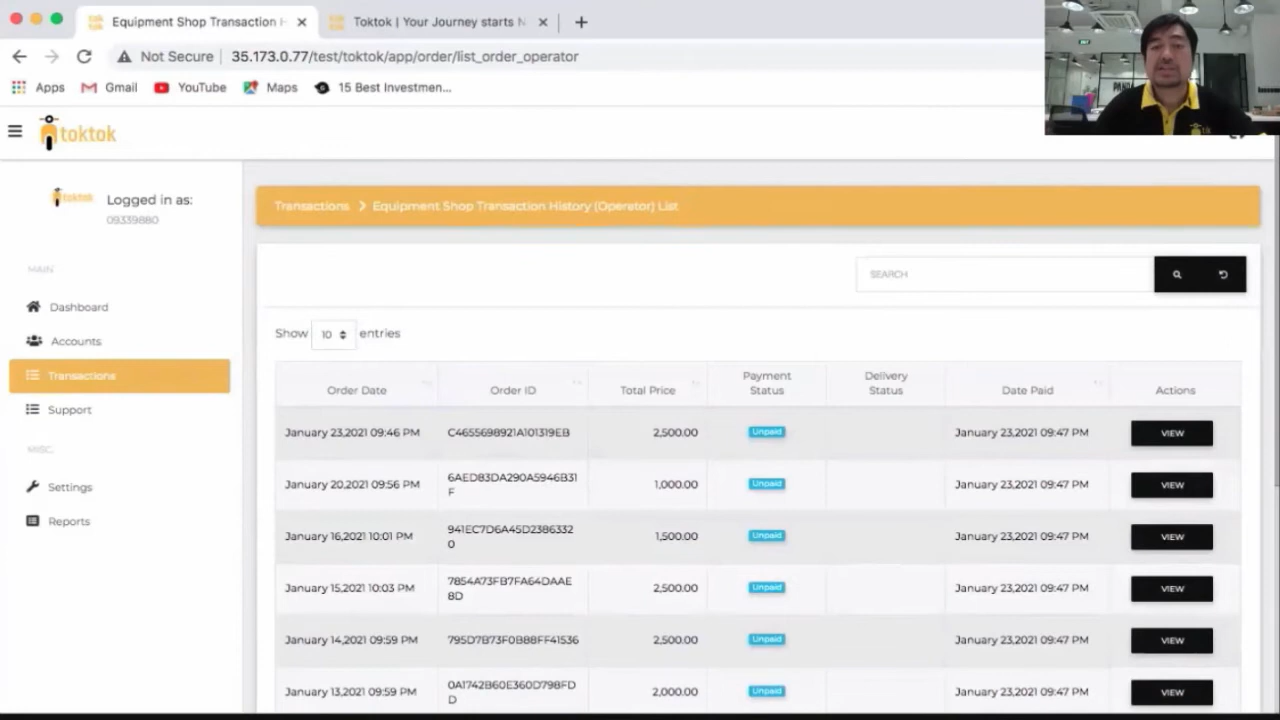 Equipment Shop Transaction H
Toktok | Your Journey starts N
Not Secure
35.173.0.77/test/toktok/app/order/list_order_operator
Apps
Gmail
YouTube
Maps
15 Best Investmen...
toktok
toktok
Logged in as:
09339880
MAIN
Dashboard
Accounts
Transactions
Support
MISC.
Settings
Reports
Transactions > Equipment Shop Transaction History (Operator) List
SEARCH
Show 10 entries
Order Date Order ID Total Price Payment Status Delivery Status Date Paid Actions
January 23,2021 09:46 PM C4655698921A101319EB 2,500.00 Unpaid January 23,2021 09:47 PM VIEW
January 20,2021 09:56 PM 6AED83DA290A5946B31F 1,000.00 Unpaid January 23,2021 09:47 PM VIEW
January 16,2021 10:01 PM 941EC7D6A45D23863320 1,500.00 Unpaid January 23,2021 09:47 PM VIEW
January 15,2021 10:03 PM 7854A73FB7FA64DAAE8D 2,500.00 Unpaid January 23,2021 09:47 PM VIEW
January 14,2021 09:59 PM 795D7B73F0B88FF41536 2,500.00 Unpaid January 23,2021 09:47 PM VIEW
January 13,2021 09:59 PM 0A1742B60E360D798FDD 2,000.00 Unpaid January 23,2021 09:47 PM VIEW